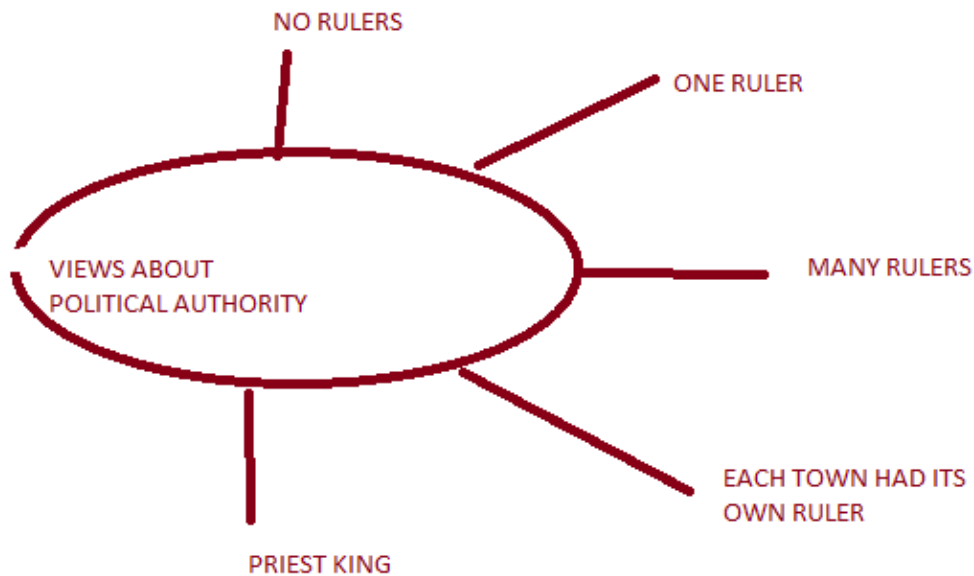 NO RULERS
ONE RULER
VIEWS ABOUT
POLITICAL AUTHORITY
MANY RULERS
EACH TOWN HAD ITS
OWN RULER
PRIEST KING